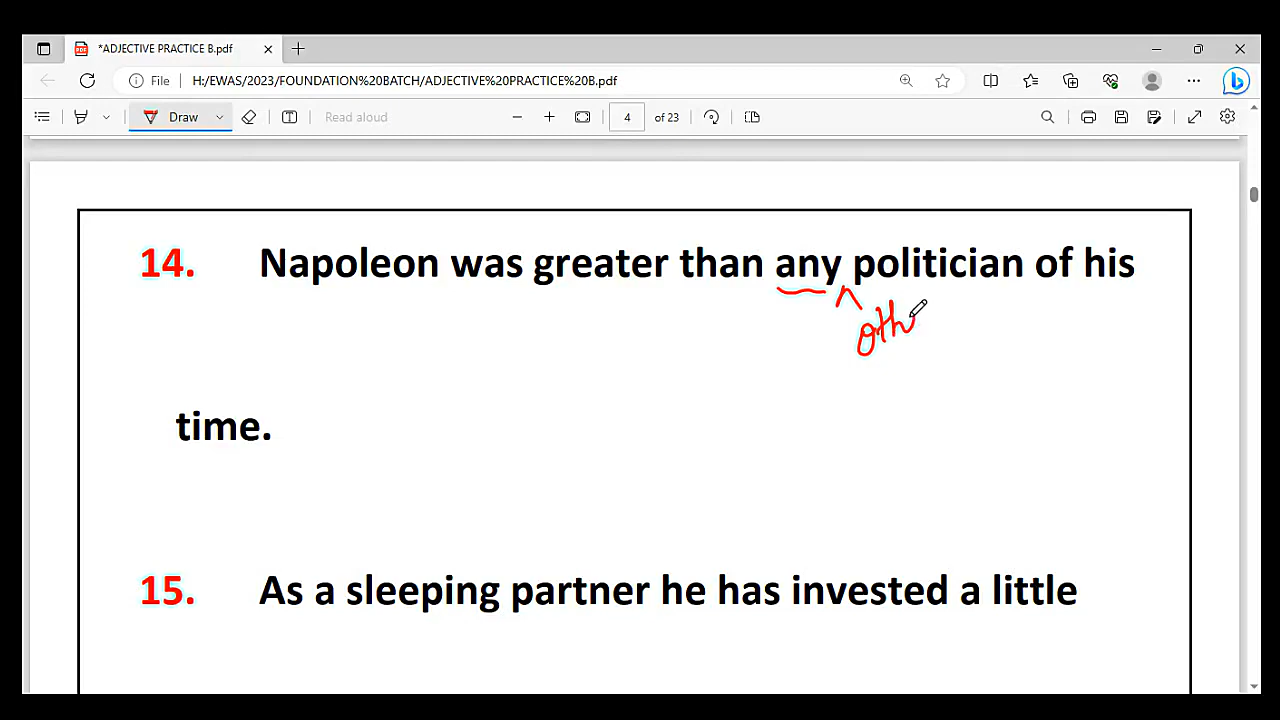 *ADJECTIVE PRACTICE B.pdf
File | H:/EWAS/2023/FOUNDATION%20BATCH/ADJECTIVE%20PRACTICE%20B.pdf
Draw Read aloud 4 of 23
14. Napoleon was greater than any politician of his
oth
time.
15. As a sleeping partner he has invested a little